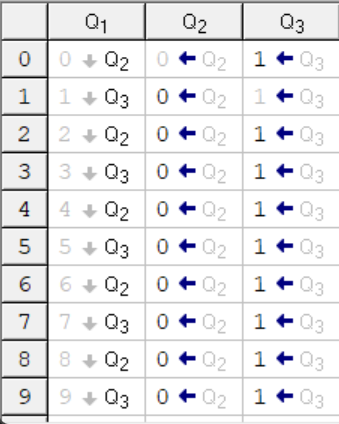 Q₁ Q₂ Q₃
0 0 ↓ Q₂ 0 ← Q₂ 1 ← Q₃
1 1 ↓ Q₃ 0 ← Q₂ 1 ← Q₃
2 2 ↓ Q₂ 0 ← Q₂ 1 ← Q₃
3 3 ↓ Q₃ 0 ← Q₂ 1 ← Q₃
4 4 ↓ Q₂ 0 ← Q₂ 1 ← Q₃
5 5 ↓ Q₃ 0 ← Q₂ 1 ← Q₃
6 6 ↓ Q₂ 0 ← Q₂ 1 ← Q₃
7 7 ↓ Q₃ 0 ← Q₂ 1 ← Q₃
8 8 ↓ Q₂ 0 ← Q₂ 1 ← Q₃
9 9 ↓ Q₃ 0 ← Q₂ 1 ← Q₃